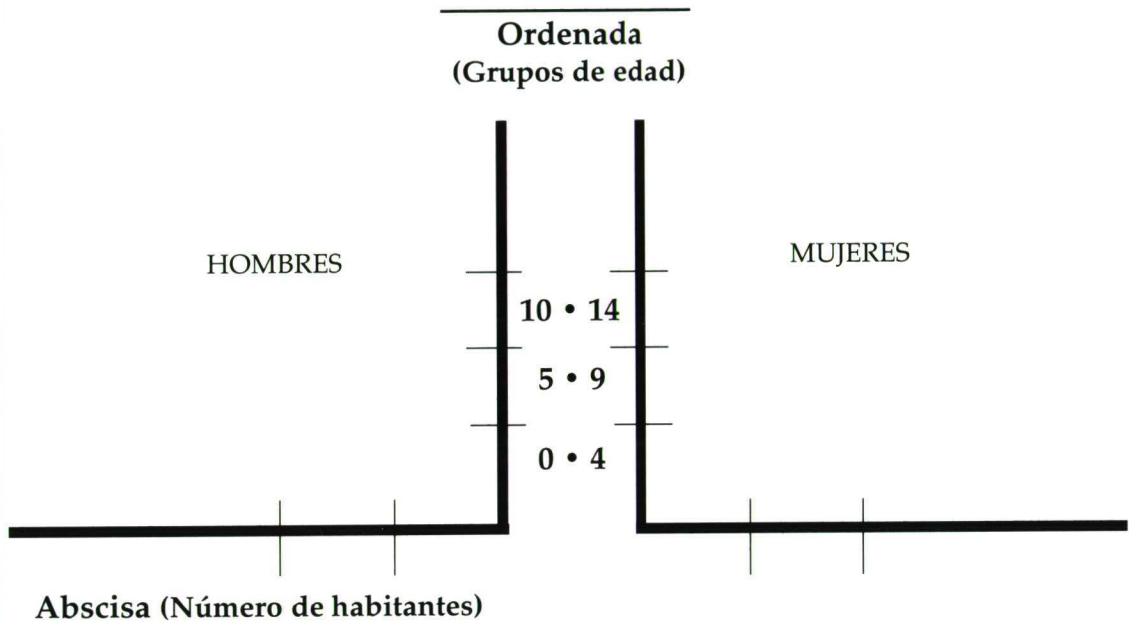 Ordenada
(Grupos de edad)
HOMBRES
MUJERES
10 • 14
5 • 9
0 • 4
Abscisa (Número de habitantes)